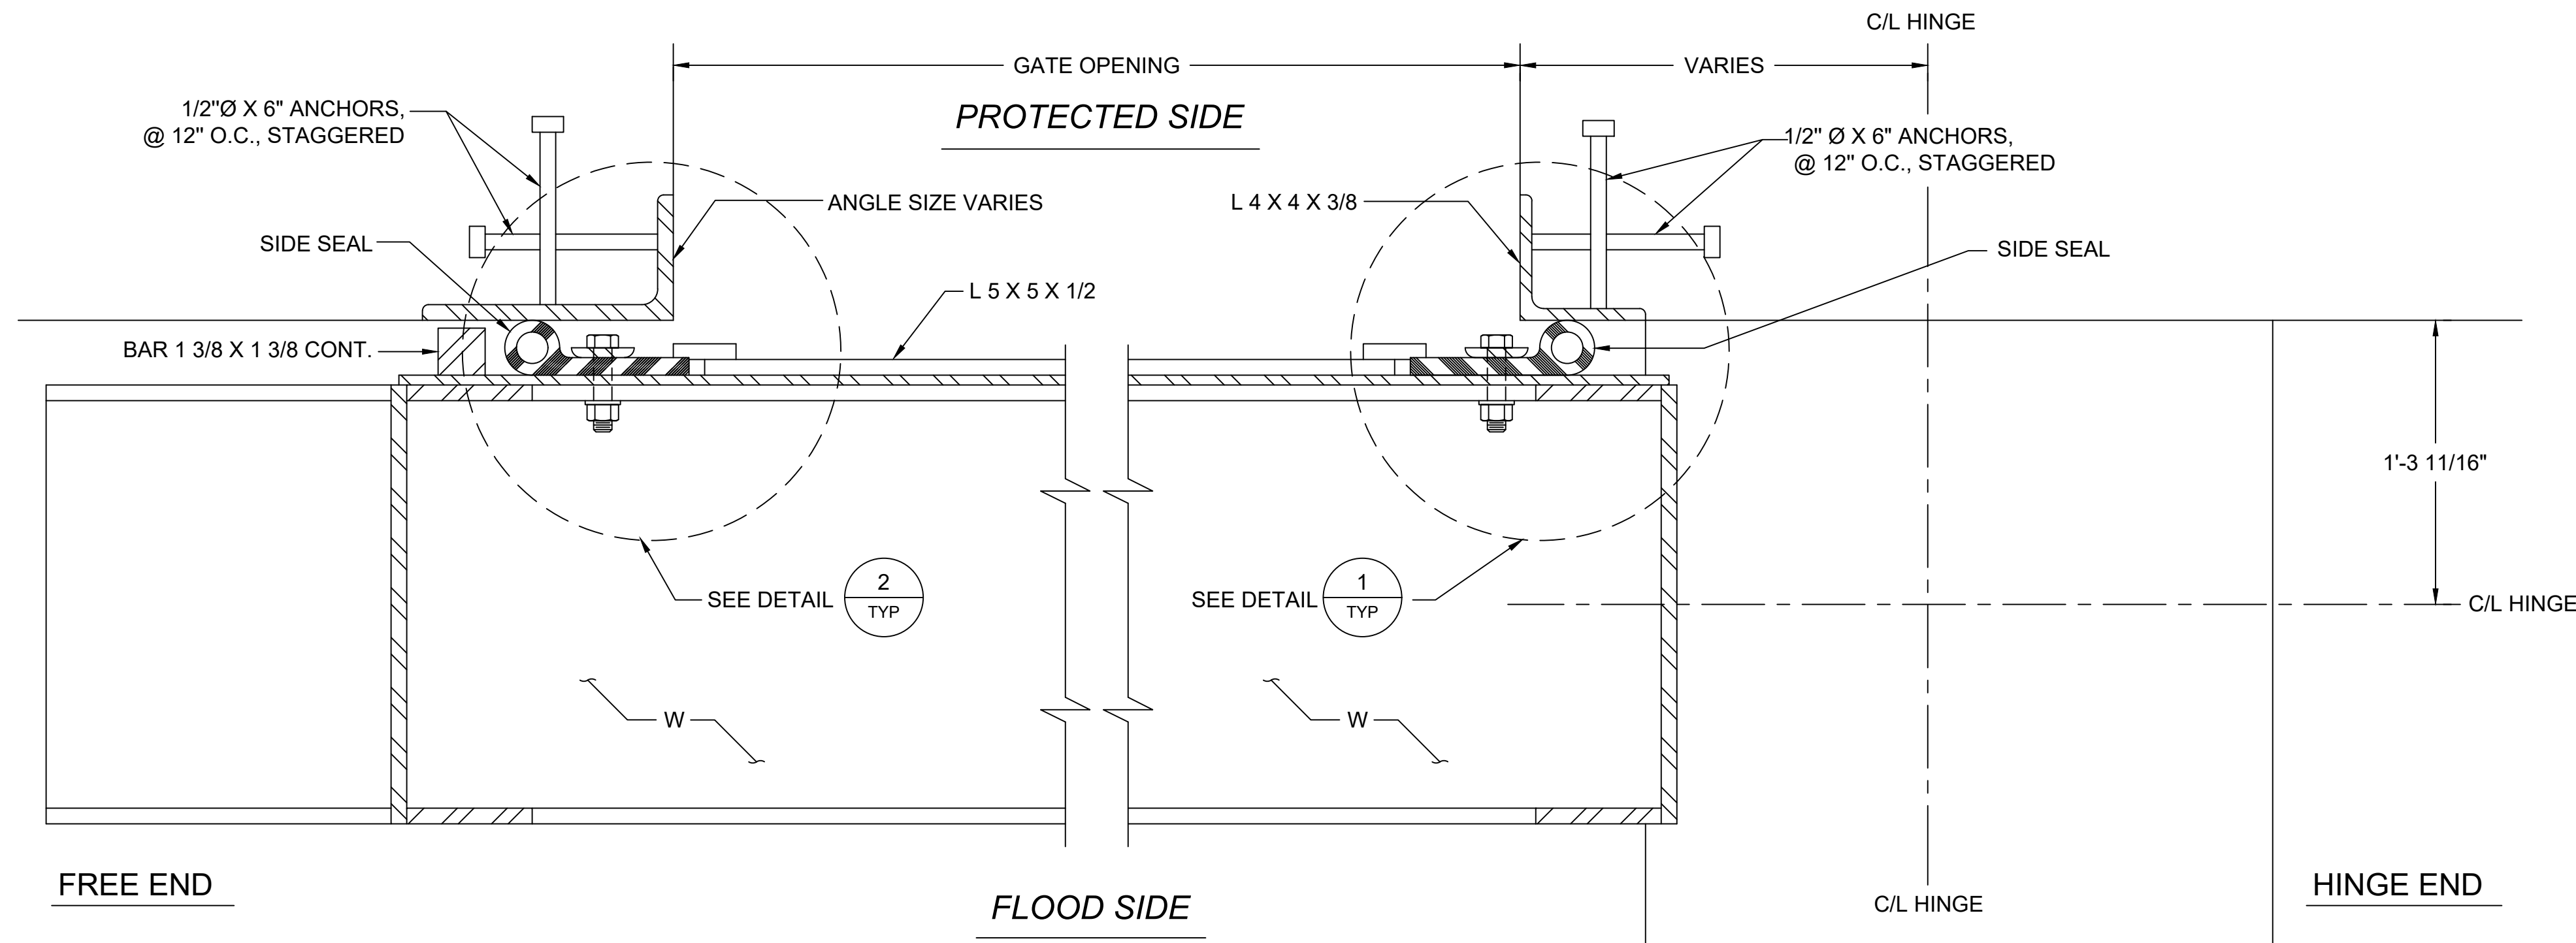 C/L HINGE
GATE OPENING
VARIES
PROTECTED SIDE
1/2"Ø X 6" ANCHORS,
@ 12" O.C., STAGGERED
1/2" Ø X 6" ANCHORS,
@ 12" O.C., STAGGERED
ANGLE SIZE VARIES
L 4 X 4 X 3/8
SIDE SEAL
SIDE SEAL
L 5 X 5 X 1/2
BAR 1 3/8 X 1 3/8 CONT.
1'-3 11/16"
SEE DETAIL
2
TYP
SEE DETAIL
1
TYP
C/L HINGE
W
W
FREE END
FLOOD SIDE
C/L HINGE
HINGE END